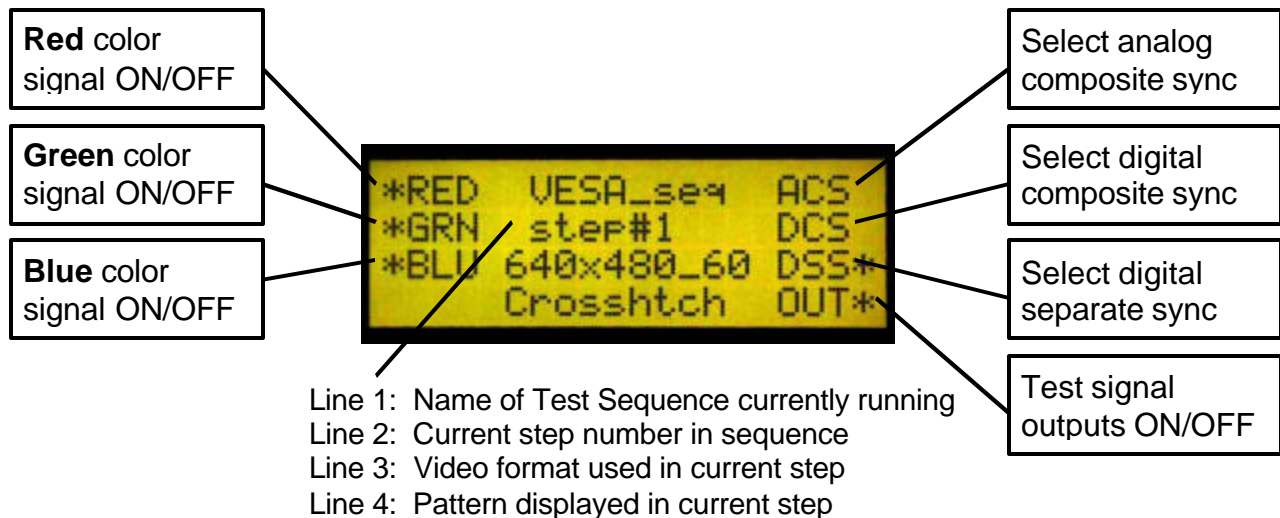 Red color
signal ON/OFF
Green color
signal ON/OFF
Blue color
signal ON/OFF
*RED VESA_seq ACS
*GRN step#1 DCS
*BLU 640x480_60 DSS*
Crosshtch OUT*
Select analog
composite sync
Select digital
composite sync
Select digital
separate sync
Test signal
outputs ON/OFF
Line 1: Name of Test Sequence currently running
Line 2: Current step number in sequence
Line 3: Video format used in current step
Line 4: Pattern displayed in current step